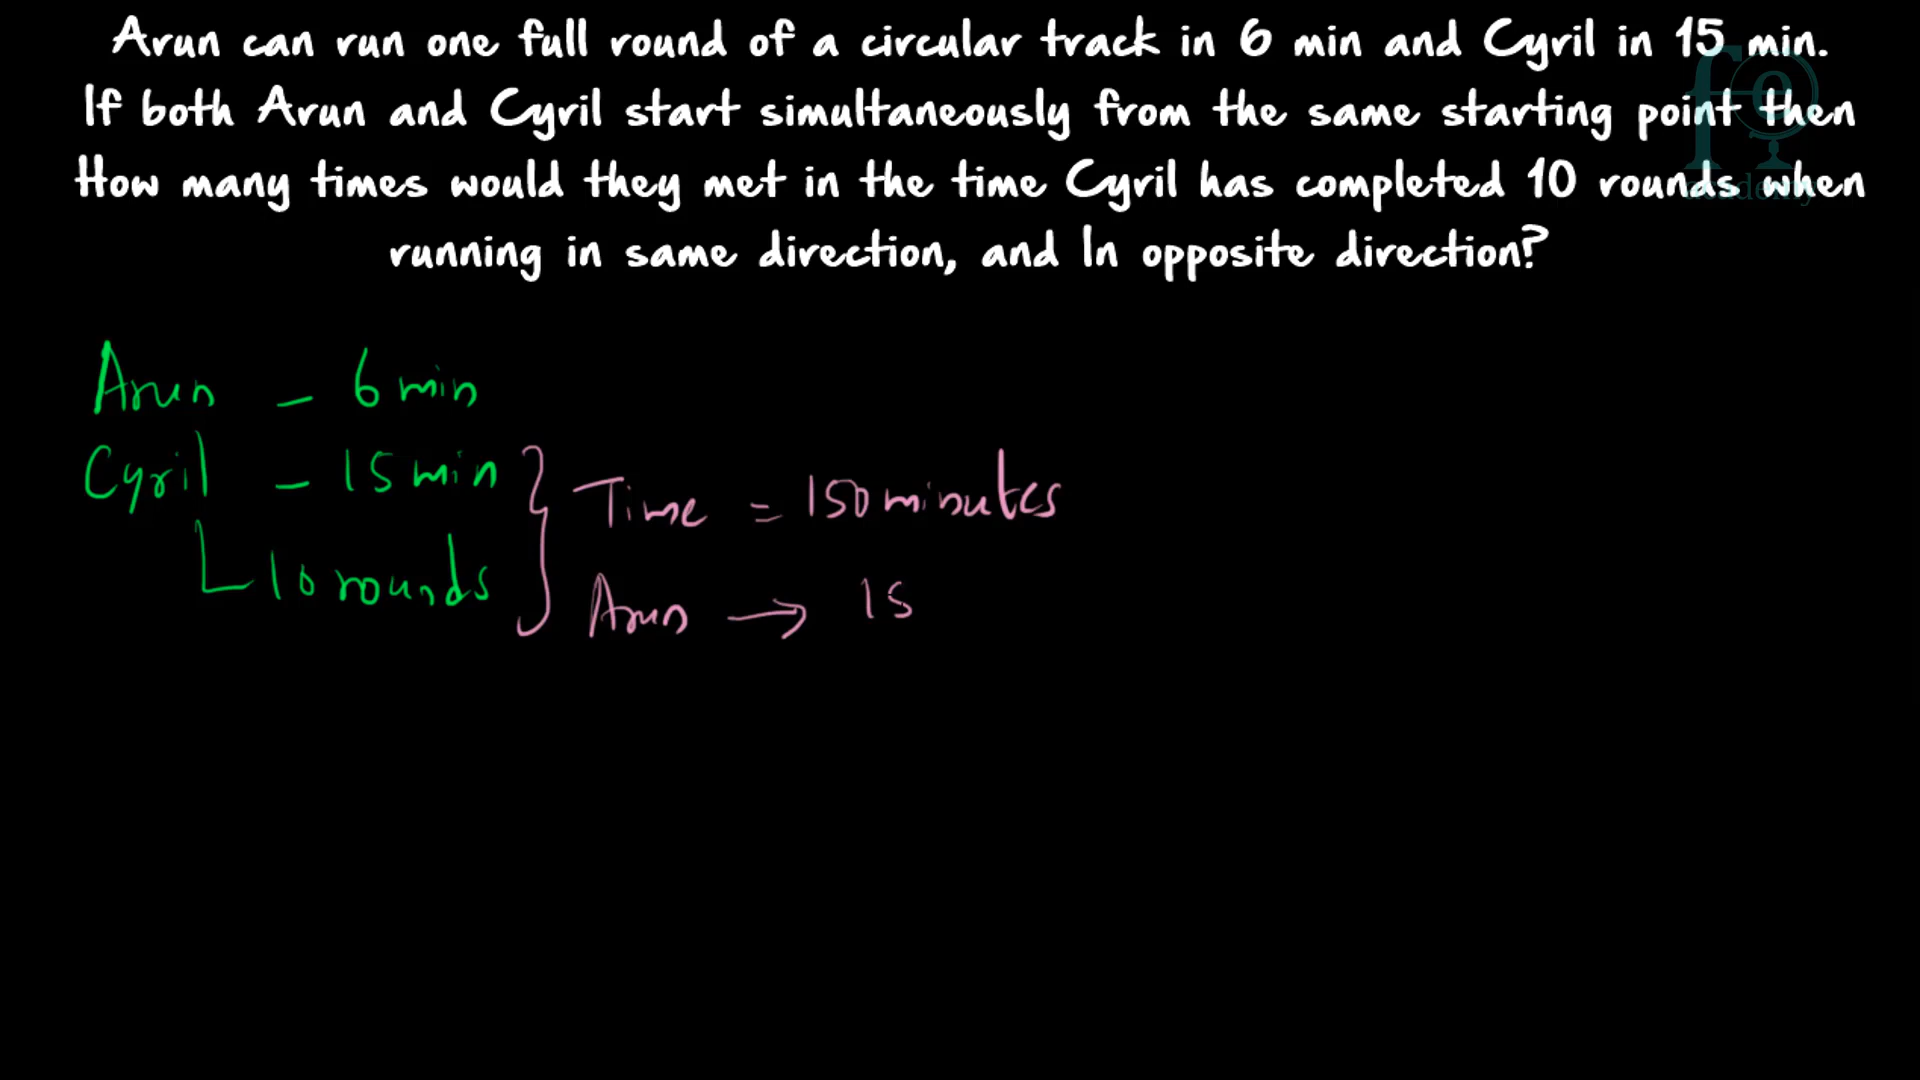 Arun can run one full round of a circular track in 6 min and Cyril in 15 min.
If both Arun and Cyril start simultaneously from the same starting point then
How many times would they met in the time Cyril has completed 10 rounds when
running in same direction, and In opposite direction?
Arun - 6 min
Cyril - 15 min
10 rounds
Time = 150 minutes
Arun → 15
fe
academy